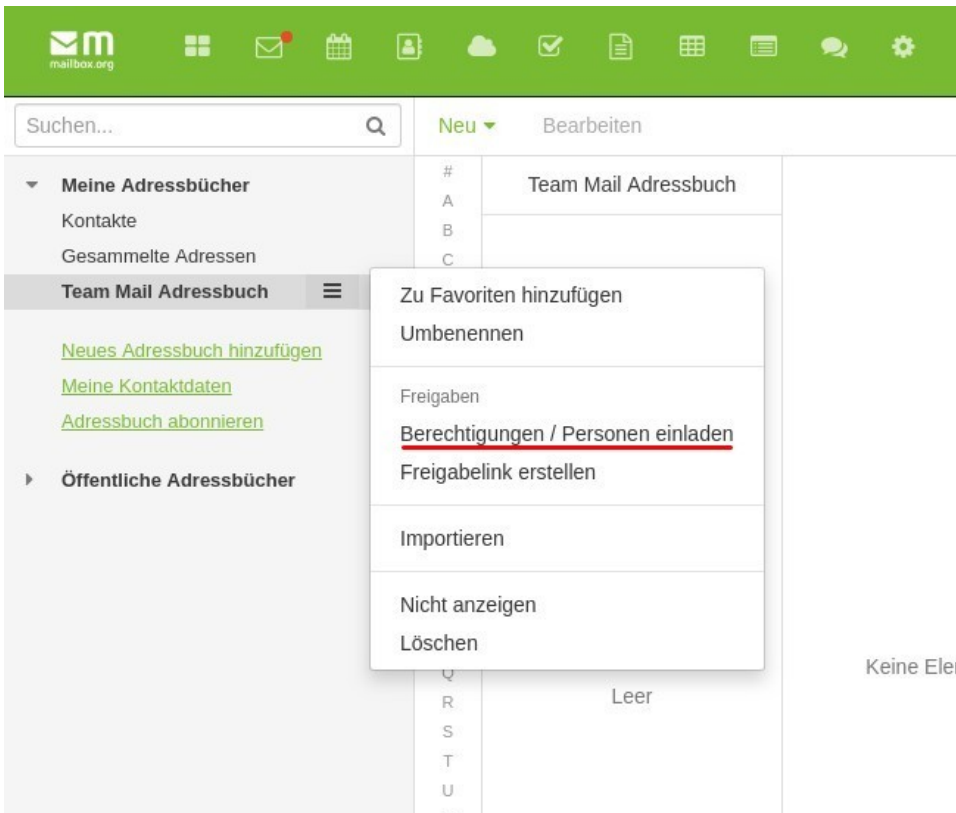 mailbox.org
Suchen...
Neu
Bearbeiten
Meine Adressbücher
Kontakte
Gesammelte Adressen
Team Mail Adressbuch
Neues Adressbuch hinzufügen
Meine Kontaktdaten
Adressbuch abonnieren
Öffentliche Adressbücher
#
A
B
C
Q
R
S
T
U
Team Mail Adressbuch
Leer
Zu Favoriten hinzufügen
Umbenennen
Freigaben
Berechtigungen / Personen einladen
Freigabelink erstellen
Importieren
Nicht anzeigen
Löschen
Keine Ele